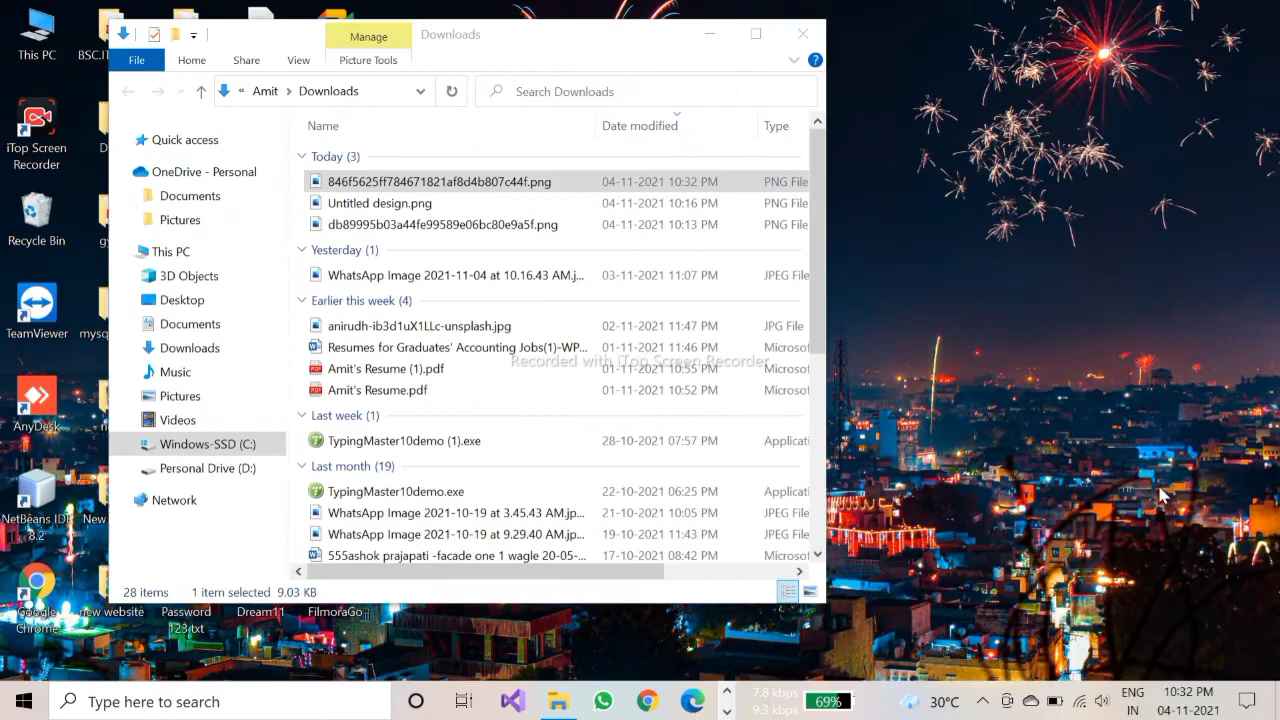 This PC
BSC.IT
iTop Screen
Recorder
Recycle Bin
TeamViewer
mysq
AnyDesk
NetBeans IDE
8.2
New
Google
Chrome
new website
Password
123.txt
Dream11
FilmoraGo
Manage
Downloads
File
Home
Share
View
Picture Tools
« Amit > Downloads
Search Downloads
Quick access
OneDrive - Personal
Documents
Pictures
This PC
3D Objects
Desktop
Documents
Downloads
Music
Pictures
Videos
Windows-SSD (C:)
Personal Drive (D:)
Network
Name Date modified Type
Today (3)
846f5625ff784671821af8d4b807c44f.png 04-11-2021 10:32 PM PNG File
Untitled design.png 04-11-2021 10:16 PM PNG File
db89995b03a44fe99589e06bc80e9a5f.png 04-11-2021 10:13 PM PNG File
Yesterday (1)
WhatsApp Image 2021-11-04 at 10.16.43 AM.j... 03-11-2021 11:07 PM JPEG File
Earlier this week (4)
anirudh-ib3d1uX1LLc-unsplash.jpg 02-11-2021 11:47 PM JPG File
Resumes for Graduates' Accounting Jobs(1)-WP... 01-11-2021 11:46 PM Microso
Recorded with iTop Screen Recorder
Amit's Resume (1).pdf 01-11-2021 10:55 PM Microso
Amit's Resume.pdf 01-11-2021 10:52 PM Microso
Last week (1)
TypingMaster10demo (1).exe 28-10-2021 07:57 PM Applicati
Last month (19)
TypingMaster10demo.exe 22-10-2021 06:25 PM Applicati
WhatsApp Image 2021-10-19 at 3.45.43 AM.jp... 21-10-2021 10:05 PM JPEG File
WhatsApp Image 2021-10-19 at 9.29.40 AM.jp... 19-10-2021 11:43 PM JPEG File
555ashok prajapati -facade one 1 wagle 20-05-... 17-10-2021 08:42 PM Microso
28 items 1 item selected 9.03 KB
Type here to search
7.8 kbps
9.3 kbps
69%
30°C
ENG
IN
10:32 PM
04-11-2021